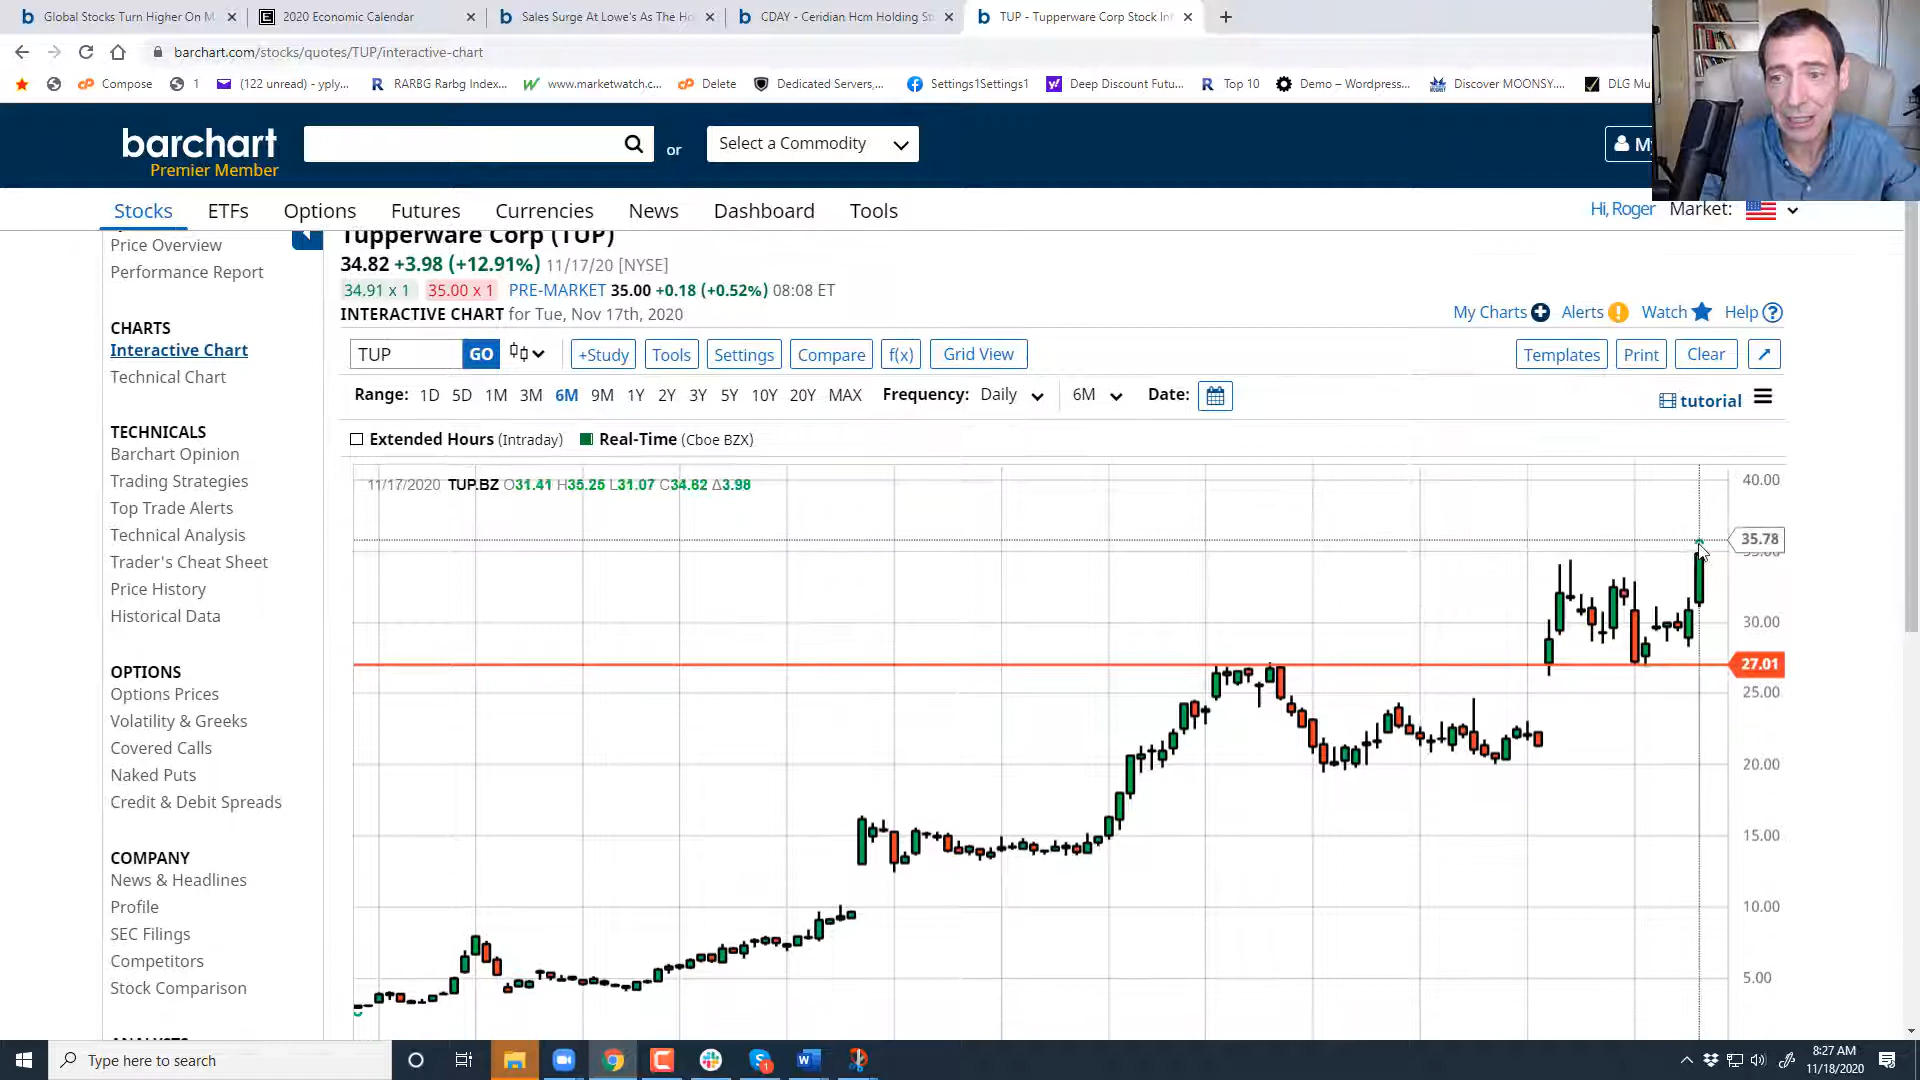 Global Stocks Turn Higher On M
2020 Economic Calendar
Sales Surge At Lowe's As The Ho
CDAY - Ceridian Hcm Holding St
TUP - Tupperware Corp Stock Int
barchart.com/stocks/quotes/TUP/interactive-chart
Compose
1
(122 unread) - yply...
RARBG Rarbg Index...
www.marketwatch.c...
Delete
Dedicated Servers,...
Settings1Settings1
Deep Discount Futu...
Top 10
Demo – Wordpress...
Discover MOONSY....
DLG Mu
barchart
Premier Member
or
Select a Commodity
My
Stocks
ETFs
Options
Futures
Currencies
News
Dashboard
Tools
Hi, Roger
Market:
Price Overview
Performance Report
CHARTS
Interactive Chart
Technical Chart
TECHNICALS
Barchart Opinion
Trading Strategies
Top Trade Alerts
Technical Analysis
Trader's Cheat Sheet
Price History
Historical Data
OPTIONS
Options Prices
Volatility & Greeks
Covered Calls
Naked Puts
Credit & Debit Spreads
COMPANY
News & Headlines
Profile
SEC Filings
Competitors
Stock Comparison
Tupperware Corp (TUP)
34.82 +3.98 (+12.91%) 11/17/20 [NYSE]
34.91 x 1 35.00 x 1 PRE-MARKET 35.00 +0.18 (+0.52%) 08:08 ET
INTERACTIVE CHART for Tue, Nov 17th, 2020
My Charts
Alerts
Watch
Help
TUP
GO
+Study
Tools
Settings
Compare
f(x)
Grid View
Templates
Print
Clear
Range: 1D 5D 1M 3M 6M 9M 1Y 2Y 3Y 5Y 10Y 20Y MAX
Frequency: Daily
6M
Date:
tutorial
Extended Hours (Intraday)
Real-Time (Cboe BZX)
11/17/2020 TUP.BZ O31.41 H35.25 L31.07 C34.82 Δ3.98
40.00
35.78
30.00
27.01
25.00
20.00
15.00
10.00
5.00
Type here to search
8:27 AM
11/18/2020